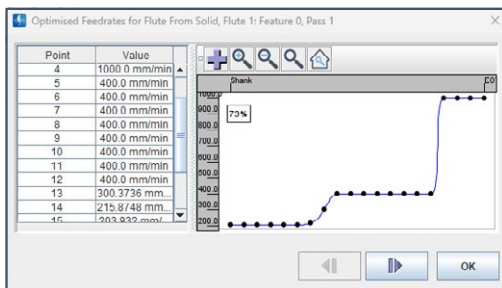 Optimised Feedrates for Flute From Solid, Flute 1: Feature 0, Pass 1
Point Value
4 1000.0 mm/min
5 400.0 mm/min
6 400.0 mm/min
7 400.0 mm/min
8 400.0 mm/min
9 400.0 mm/min
10 400.0 mm/min
11 400.0 mm/min
12 400.0 mm/min
13 300.3736 mm...
14 215.8748 mm...
15 203.932 mm/
Shank
1000.0
900.0
800.0
700.0
600.0
500.0
400.0
300.0
200.0
73%
OK